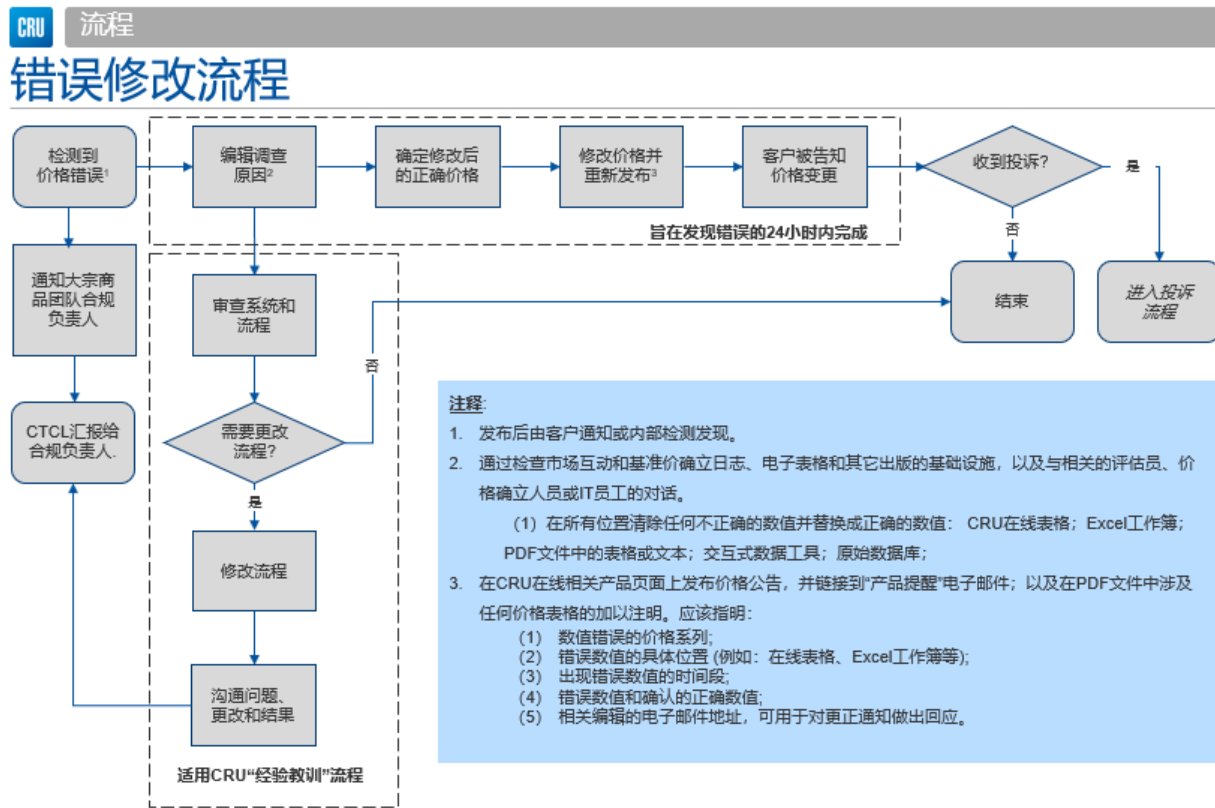 CRU 流程
错误修改流程
检测到
价格错误¹
编辑调查
原因²
确定修改后
的正确价格
修改价格并
重新发布³
客户被告知
价格变更
收到投诉?
是
否
旨在发现错误的24小时内完成
通知大宗商
品团队合规
负责人
审查系统和
流程
结束
进入投诉
流程
否
CTCL汇报给
合规负责人.
需要更改
流程?
是
修改流程
沟通问题、
更改和结果
适用CRU“经验教训”流程
注释:
1. 发布后由客户通知或内部检测发现。
2. 通过检查市场互动和基准价确立日志、电子表格和其它出版的基础设施，以及与相关的评估员、价
格确立人员或IT员工的对话。
(1) 在所有位置清除任何不正确的数值并替换成正确的数值： CRU在线表格；Excel工作簿；
PDF文件中的表格或文本；交互式数据工具；原始数据库；
3. 在CRU在线相关产品页面上发布价格公告，并链接到“产品提醒”电子邮件；以及在PDF文件中涉及
任何价格表格的加以注明。应该指明：
(1) 数值错误的价格系列;
(2) 错误数值的具体位置 (例如：在线表格、Excel工作簿等);
(3) 出现错误数值的时间段;
(4) 错误数值和确认的正确数值;
(5) 相关编辑的电子邮件地址，可用于对更正通知做出回应。